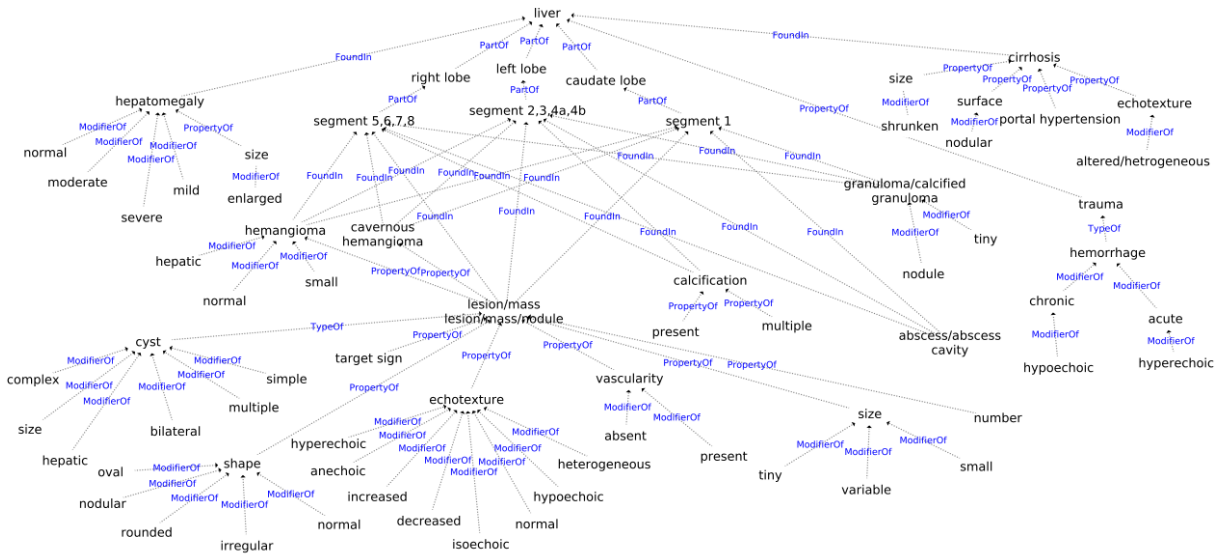 liver
FoundIn
PartOf
PartOf
PartOf
FoundIn
cirrhosis
right lobe
left lobe
caudate lobe
size
PropertyOf
PropertyOf
PropertyOf
PropertyOf
hepatomegaly
PartOf
PartOf
PartOf
PropertyOf
ModifierOf
surface
echotexture
segment 5,6,7,8
segment 2,3,4a,4b
segment 1
shrunken
ModifierOf
portal hypertension
ModifierOf
ModifierOf
ModifierOf
ModifierOf
PropertyOf
nodular
ModifierOf
normal
size
altered/hetrogeneous
moderate
mild
ModifierOf
enlarged
severe
FoundIn
FoundIn
FoundIn
FoundIn
FoundIn
FoundIn
FoundIn
FoundIn
granuloma/calcified
granuloma
trauma
FoundIn
FoundIn
FoundIn
FoundIn
ModifierOf
tiny
TypeOf
hemangioma
cavernous
hemangioma
FoundIn
FoundIn
FoundIn
ModifierOf
hemorrhage
hepatic
ModifierOf
ModifierOf
ModifierOf
small
normal
PropertyOf
PropertyOf
calcification
nodule
ModifierOf
ModifierOf
lesion/mass
lesion/mass/nodule
PropertyOf
PropertyOf
present
multiple
chronic
acute
TypeOf
PropertyOf
PropertyOf
PropertyOf
PropertyOf
PropertyOf
PropertyOf
abscess/abscess
cavity
ModifierOf
ModifierOf
hypoechoic
hyperechoic
cyst
target sign
complex
ModifierOf
ModifierOf
ModifierOf
ModifierOf
ModifierOf
ModifierOf
simple
multiple
size
bilateral
hepatic
PropertyOf
vascularity
echotexture
ModifierOf
ModifierOf
absent
present
size
number
hyperechoic
ModifierOf
ModifierOf
ModifierOf
ModifierOf
ModifierOf
ModifierOf
ModifierOf
ModifierOf
anechoic
heterogeneous
increased
hypoechoic
decreased
normal
isoechoic
ModifierOf
ModifierOf
ModifierOf
tiny
variable
small
oval
shape
ModifierOf
ModifierOf
ModifierOf
ModifierOf
ModifierOf
nodular
rounded
irregular
normal